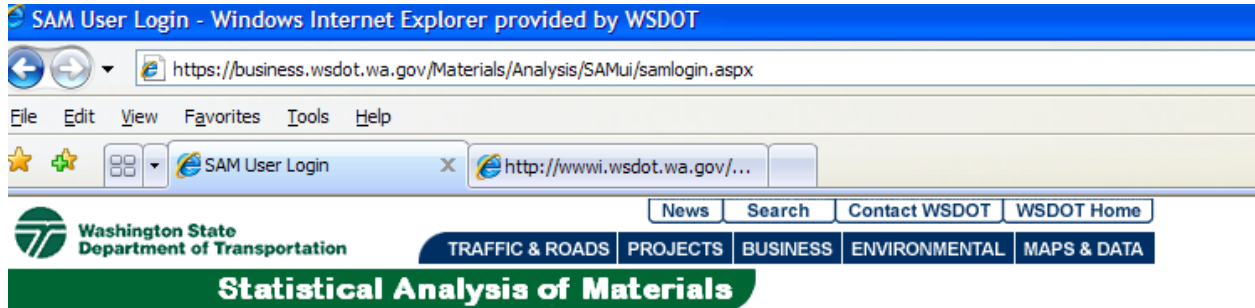 SAM User Login - Windows Internet Explorer provided by WSDOT
https://business.wsdot.wa.gov/Materials/Analysis/SAMui/samlogin.aspx
File Edit View Favorites Tools Help
SAM User Login X http://wwwi.wsdot.wa.gov/...
News Search Contact WSDOT WSDOT Home
Washington State
Department of Transportation
TRAFFIC & ROADS PROJECTS BUSINESS ENVIRONMENTAL MAPS & DATA
Statistical Analysis of Materials